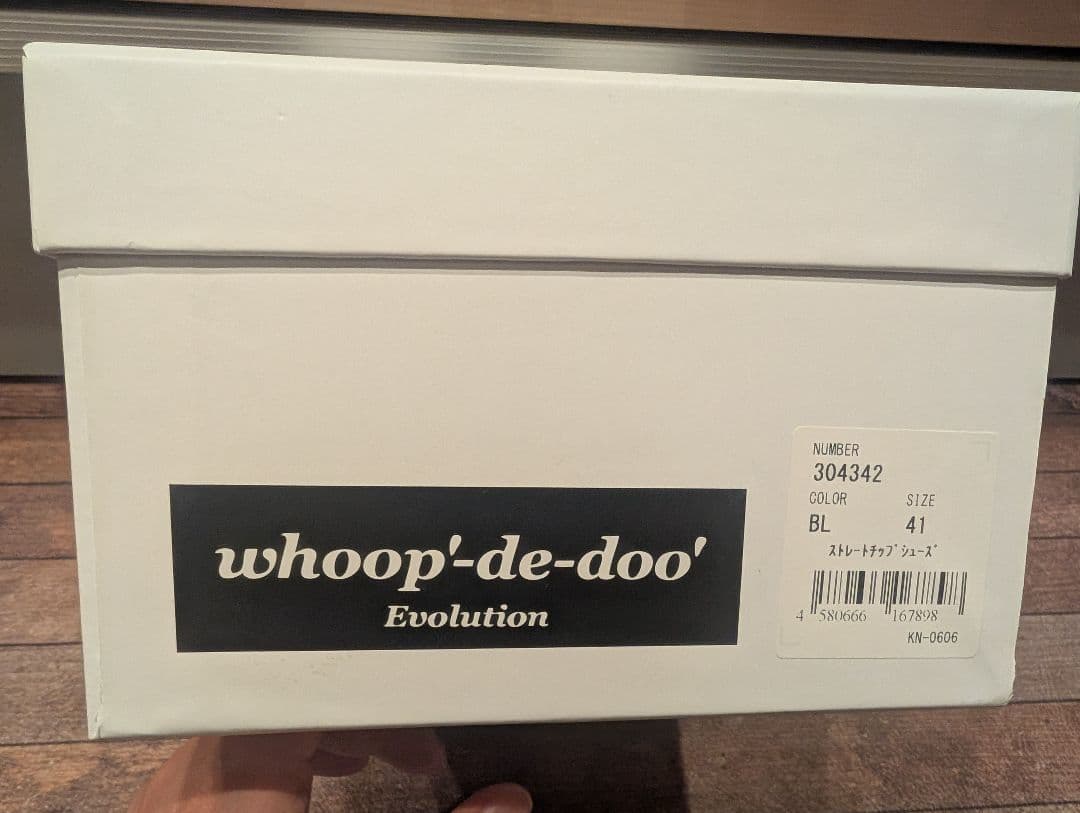 whoop'-de-doo'
Evolution
NUMBER
304342
COLOR SIZE
BL 41
ｽﾄﾚｰﾄﾁｯﾌﾟｼｭｰｽﾞ
4 580666 167898
KN-0606